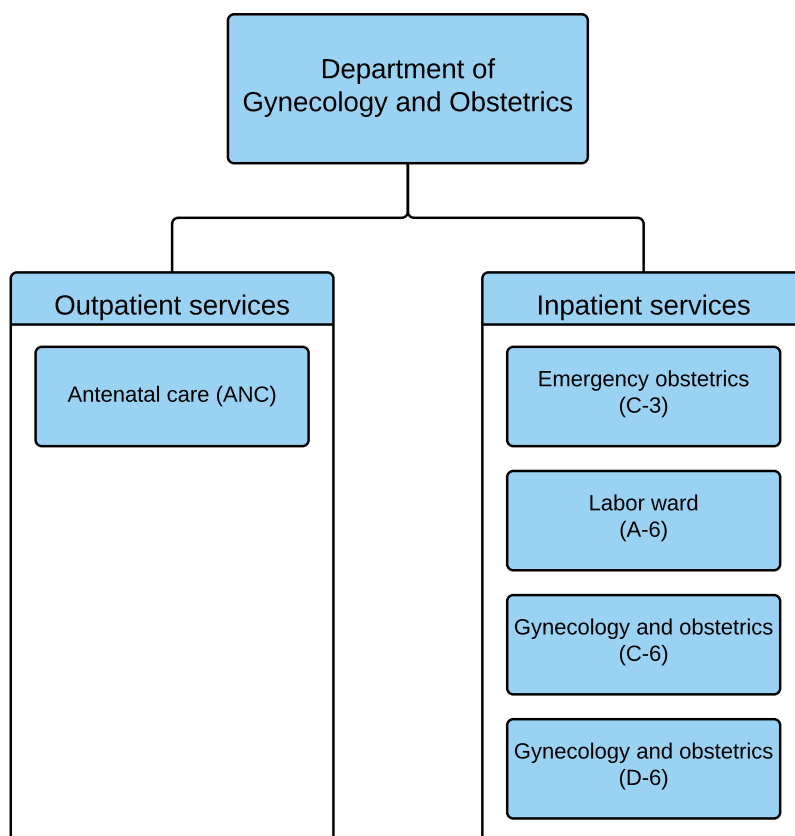 Department of
Gynecology and Obstetrics
Outpatient services
Antenatal care (ANC)
Inpatient services
Emergency obstetrics
(C-3)
Labor ward
(A-6)
Gynecology and obstetrics
(C-6)
Gynecology and obstetrics
(D-6)